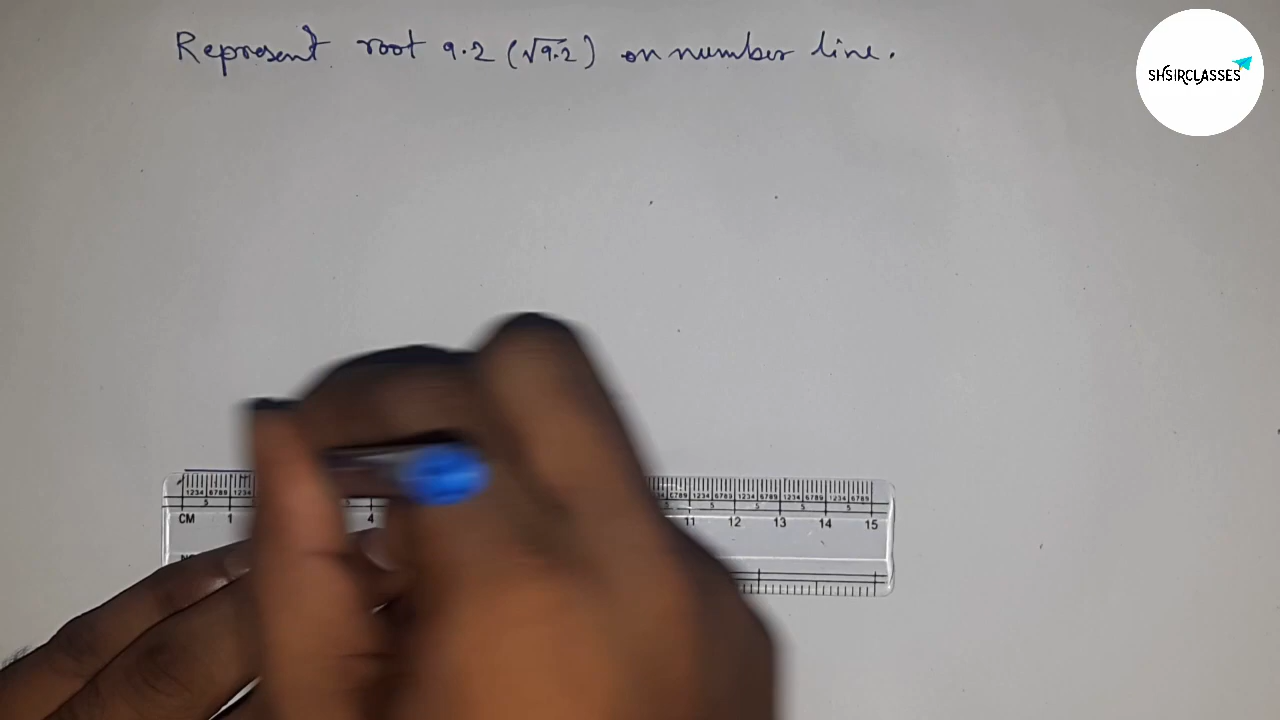 Represent root 9.2 (√9.2) on number line.
SHSIRCLASSES
CM 1 4 11 12 13 14 15